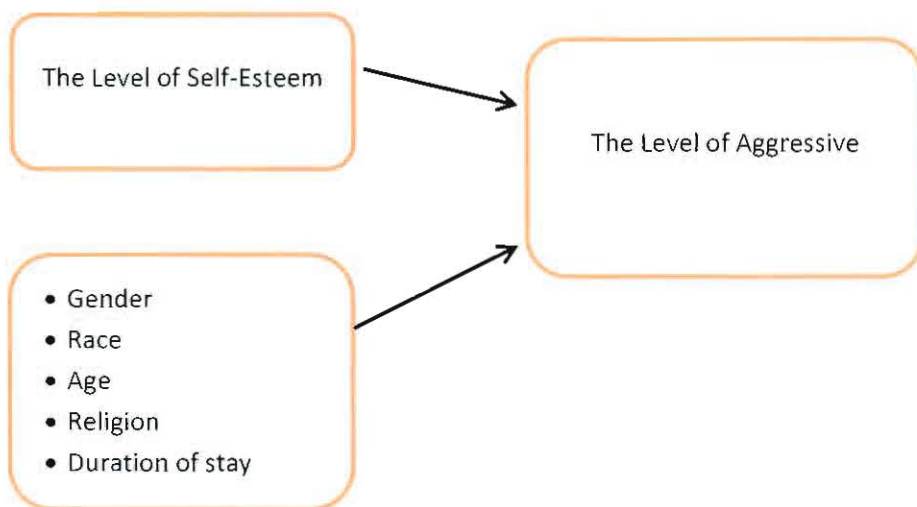 The Level of Self-Esteem
The Level of Aggressive
• Gender
• Race
• Age
• Religion
• Duration of stay